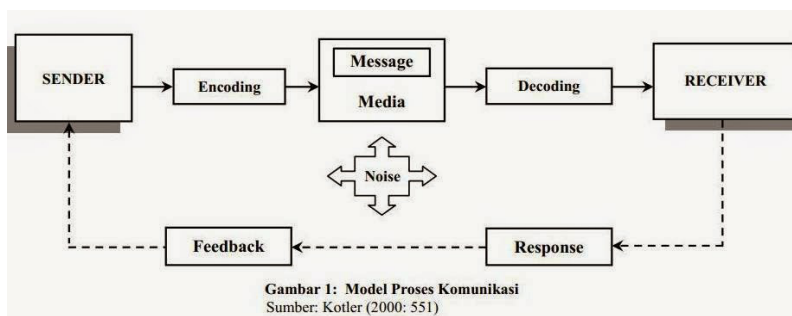 SENDER
Encoding
Message
Media
Decoding
RECEIVER
Noise
Feedback
Response
Gambar 1: Model Proses Komunikasi
Sumber: Kotler (2000: 551)